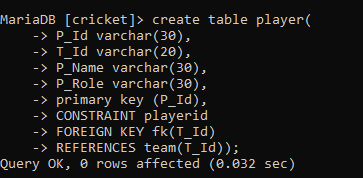 MariaDB [cricket]> create table player(
    -> P_Id varchar(30),
    -> T_Id varchar(20),
    -> P_Name varchar(30),
    -> P_Role varchar(30),
    -> primary key (P_Id),
    -> CONSTRAINT playerid
    -> FOREIGN KEY fk(T_Id)
    -> REFERENCES team(T_Id));
Query OK, 0 rows affected (0.032 sec)